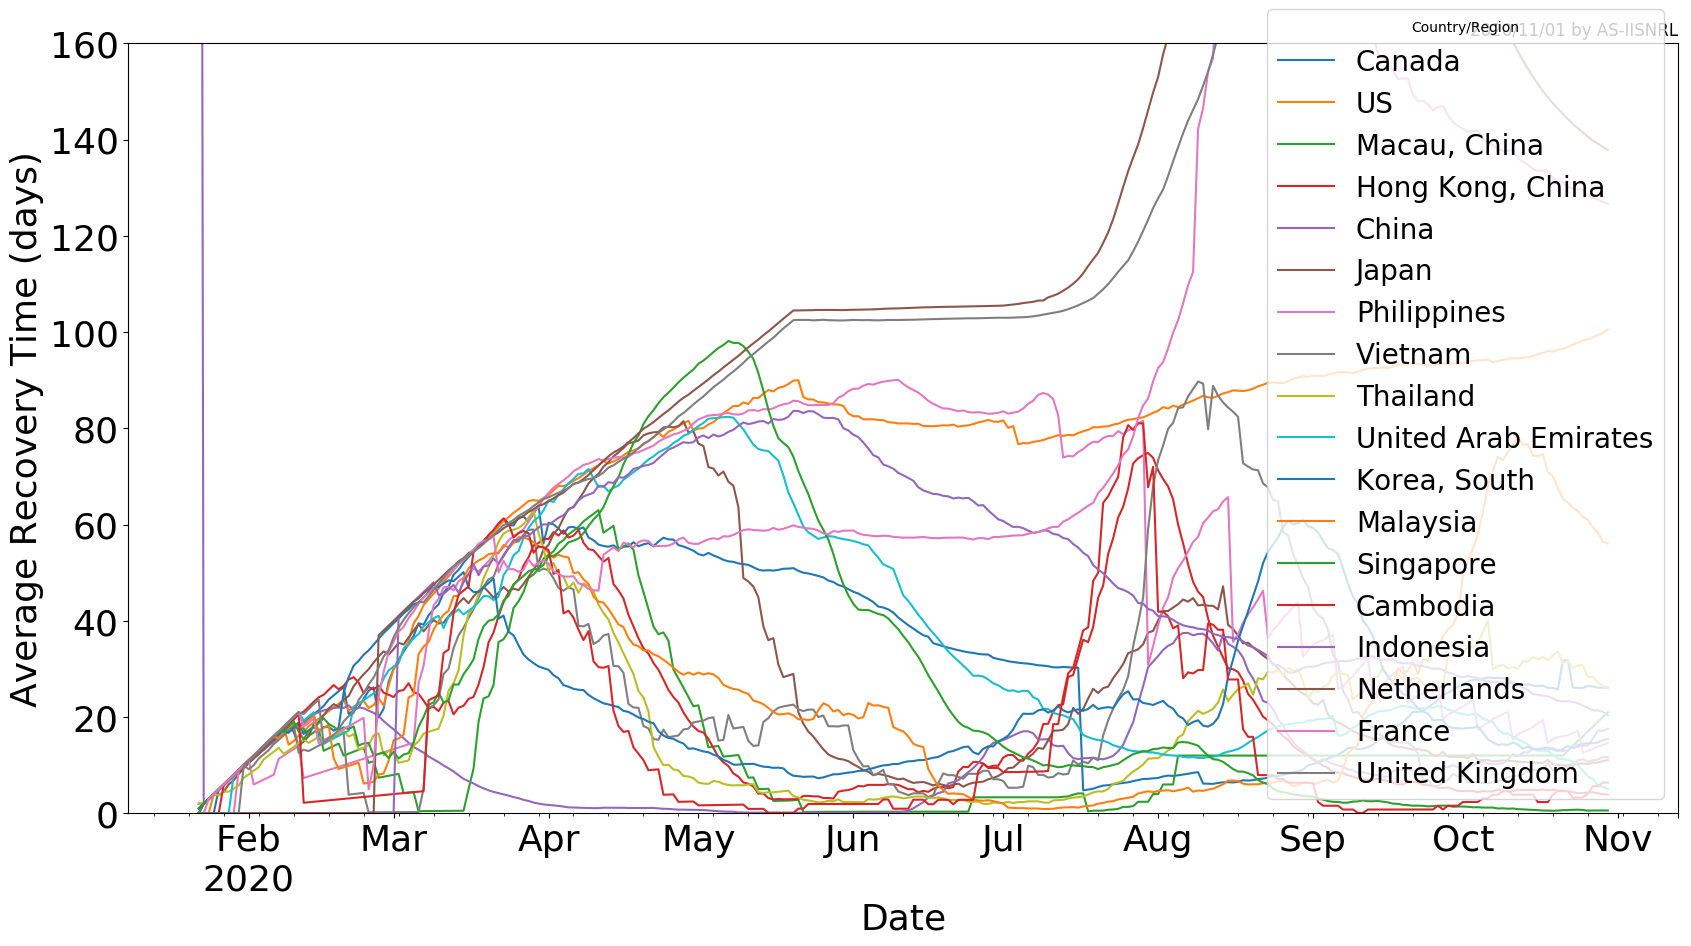 2020/11/01 by AS-IISNRL
Country/Region
Canada
US
Macau, China
Hong Kong, China
China
Japan
Philippines
Vietnam
Thailand
United Arab Emirates
Korea, South
Malaysia
Singapore
Cambodia
Indonesia
Netherlands
France
United Kingdom
Average Recovery Time (days)
160
140
120
100
80
60
40
20
0
Feb Mar Apr May Jun Jul Aug Sep Oct Nov
2020
Date